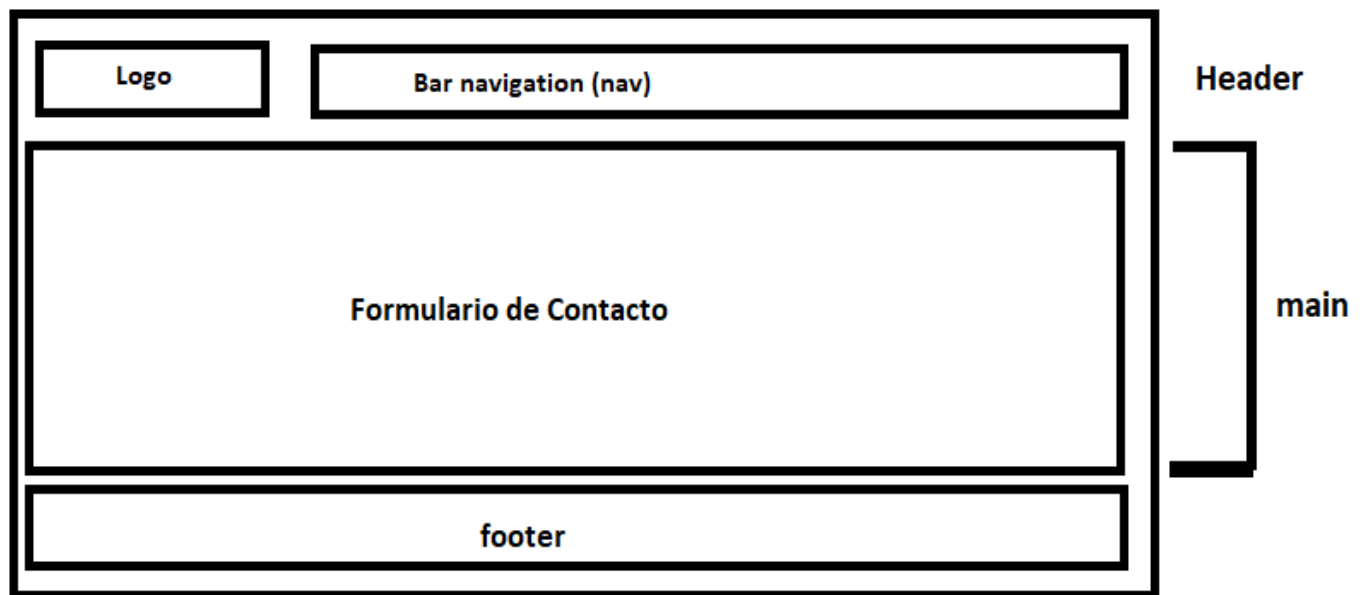 Logo
Bar navigation (nav)
Header
Formulario de Contacto
main
footer